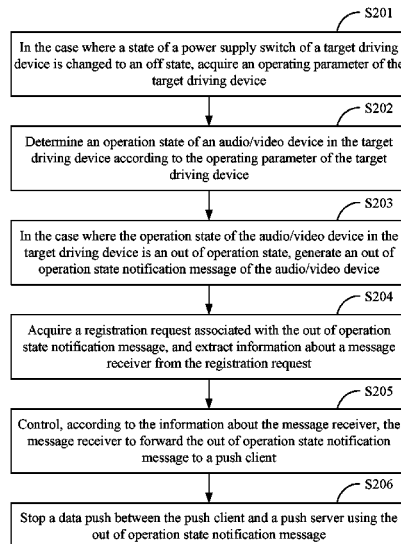 S201
In the case where a state of a power supply switch of a target driving
device is changed to an off state, acquire an operating parameter of the
target driving device
S202
Determine an operation state of an audio/video device in the target
driving device according to the operating parameter of the target
driving device
S203
In the case where the operation state of the audio/video device in the
target driving device is an out of operation state, generate an out of
operation state notification message of the audio/video device
S204
Acquire a registration request associated with the out of operation
state notification message, and extract information about a message
receiver from the registration request
S205
Control, according to the information about the message receiver, the
message receiver to forward the out of operation state notification
message to a push client
S206
Stop a data push between the push client and a push server using the
out of operation state notification message